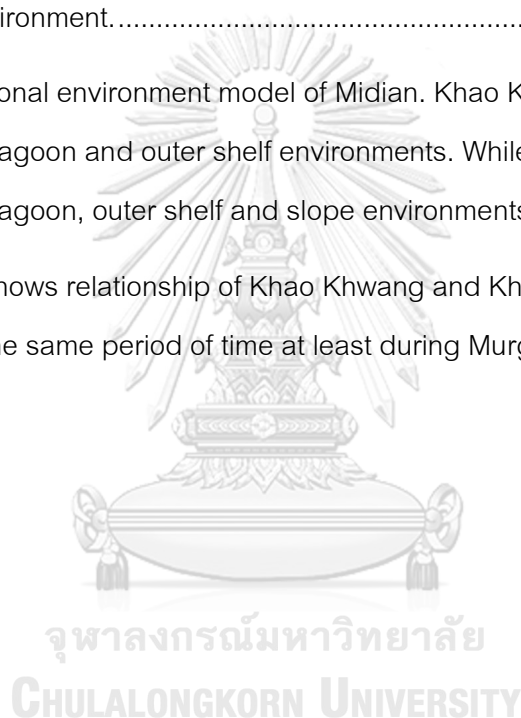 ironment.......................................................
onal environment model of Midian. Khao K
agoon and outer shelf environments. While
agoon, outer shelf and slope environments
hows relationship of Khao Khwang and Kh
ne same period of time at least during Murg
จุฬาลงกรณ์มหาวิทยาลัย
CHULALONGKORN UNIVERSITY